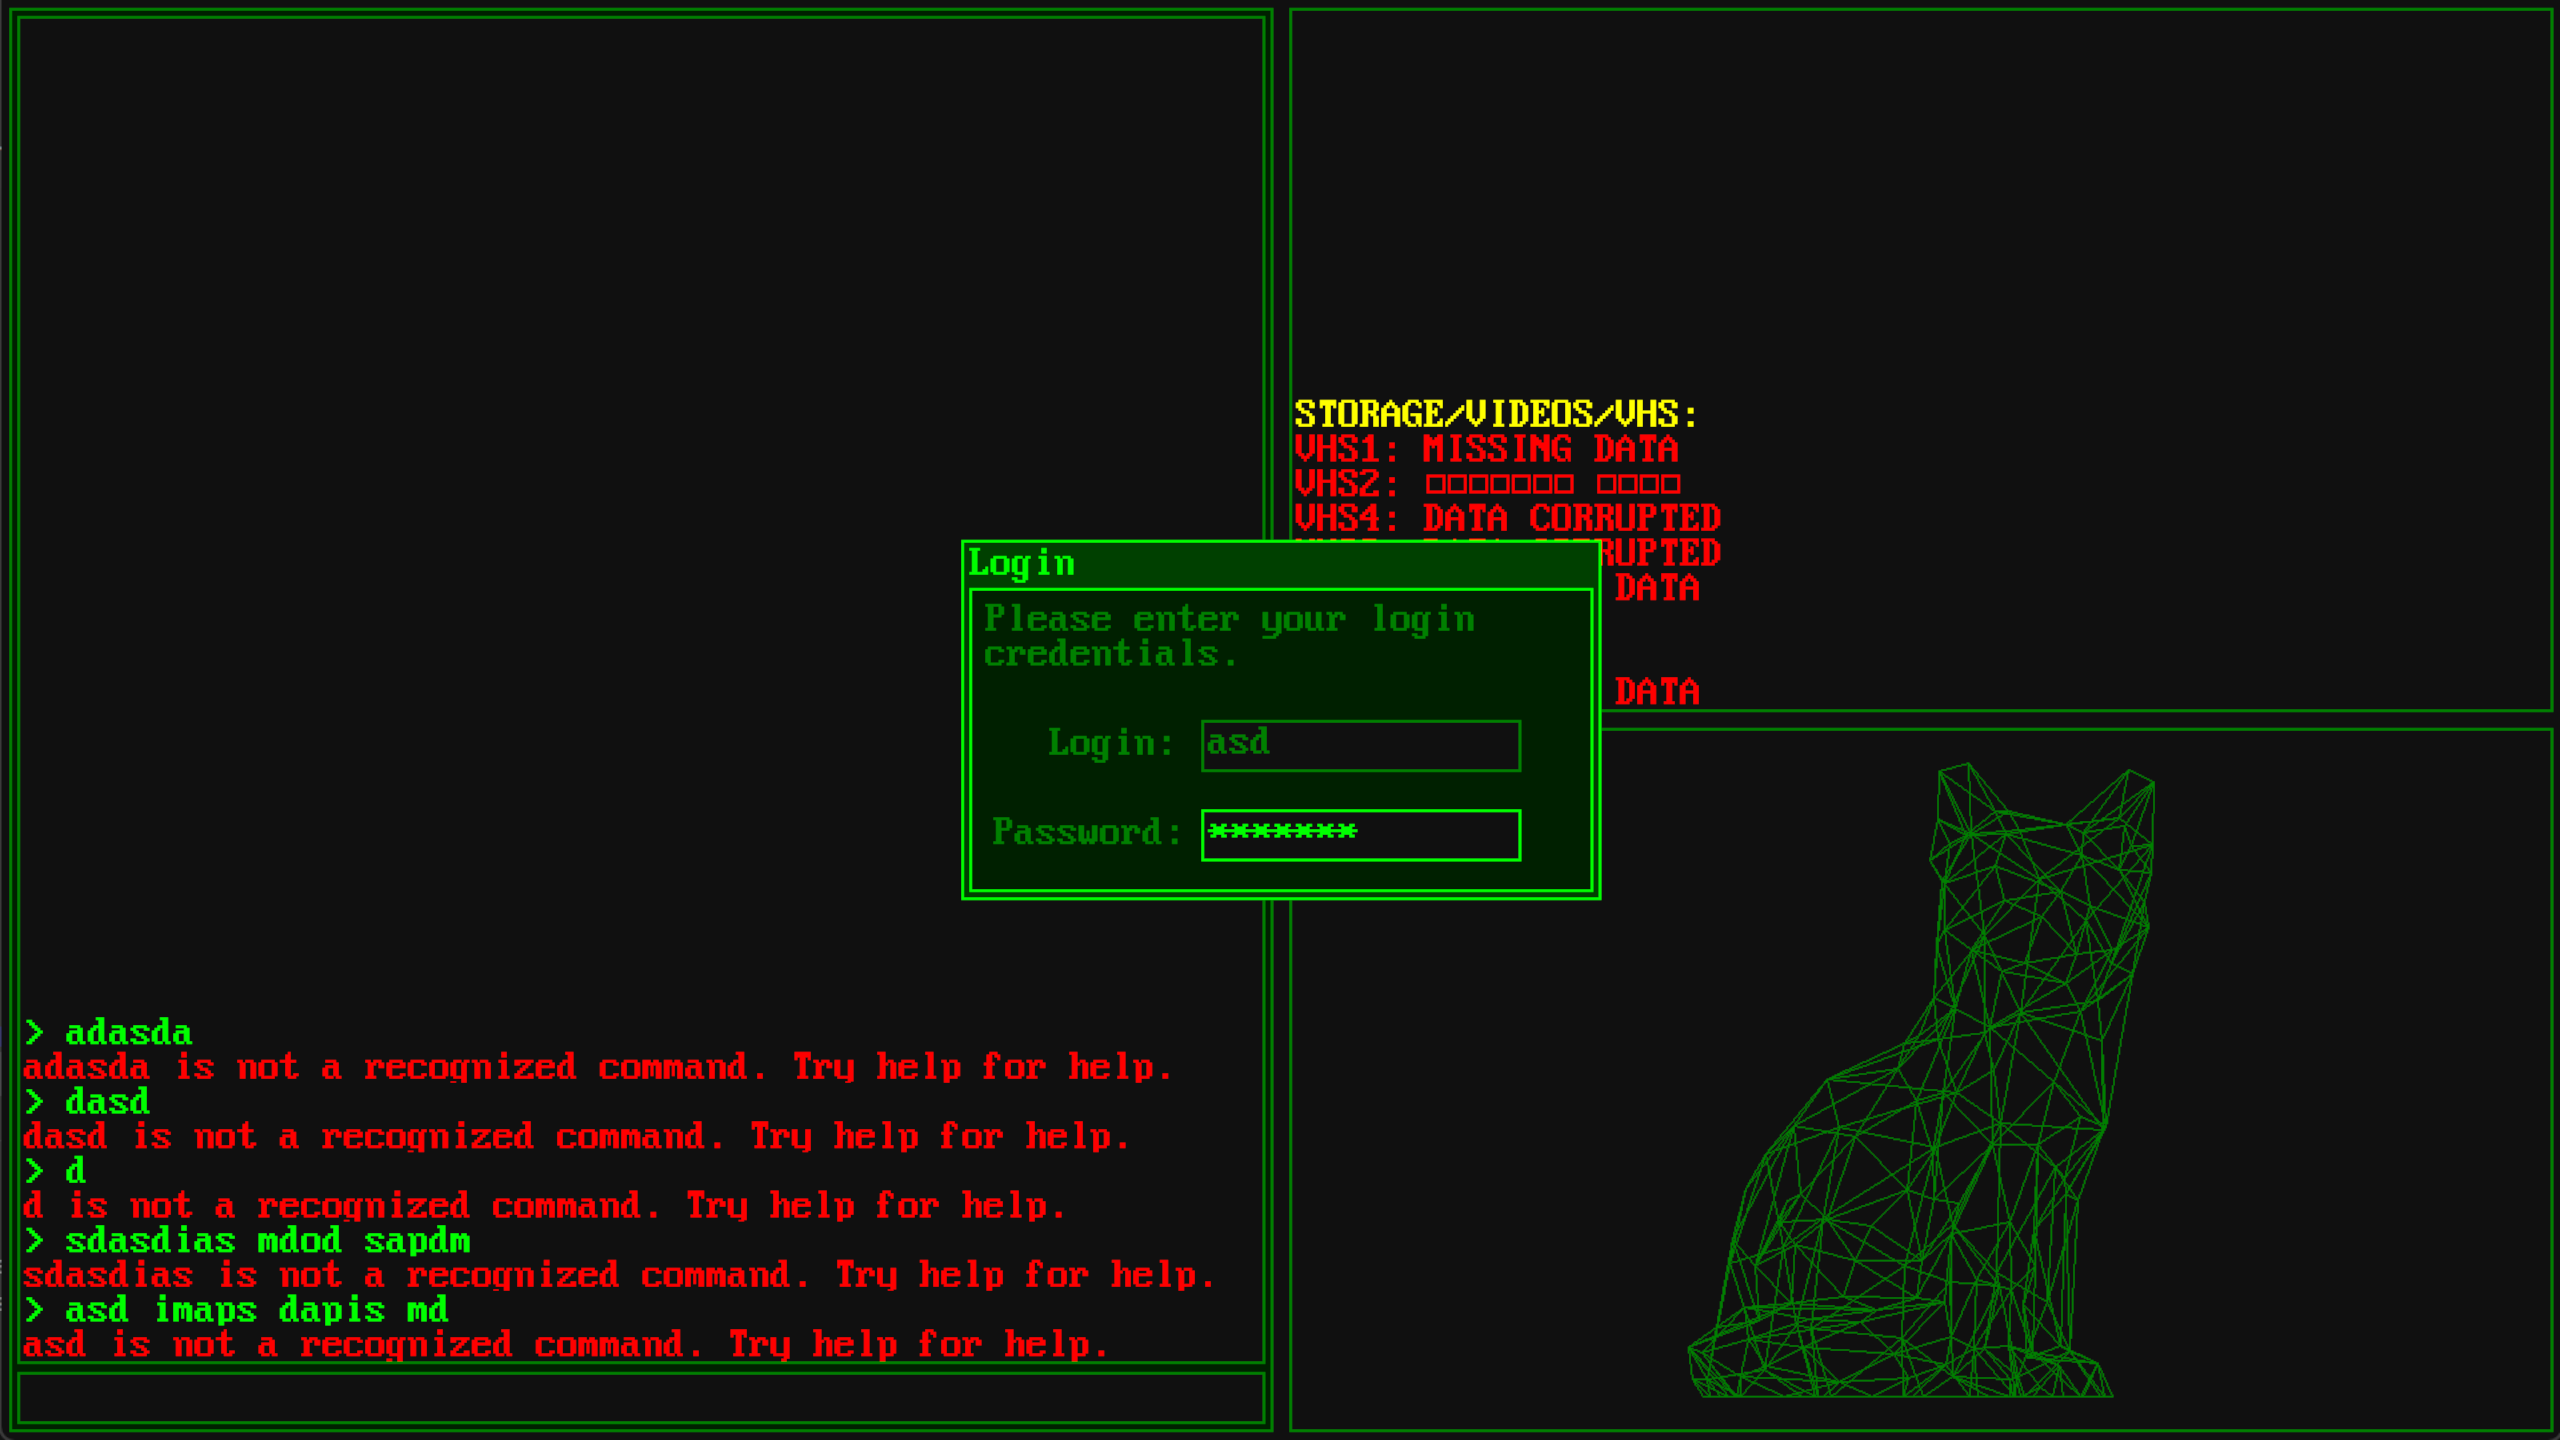 STORAGE/VIDEOS/VHS:
VHS1: MISSING DATA
VHS2: □□□□□□□ □□□□
VHS4: DATA CORRUPTED
RUPTED
DATA
DATA
Login
Please enter your login
credentials.
Login: asd
Password: *******
> adasda
adasda is not a recognized command. Try help for help.
> dasd
dasd is not a recognized command. Try help for help.
> d
d is not a recognized command. Try help for help.
> sdasdias mdod sapdm
sdasdias is not a recognized command. Try help for help.
> asd imaps dapis md
asd is not a recognized command. Try help for help.